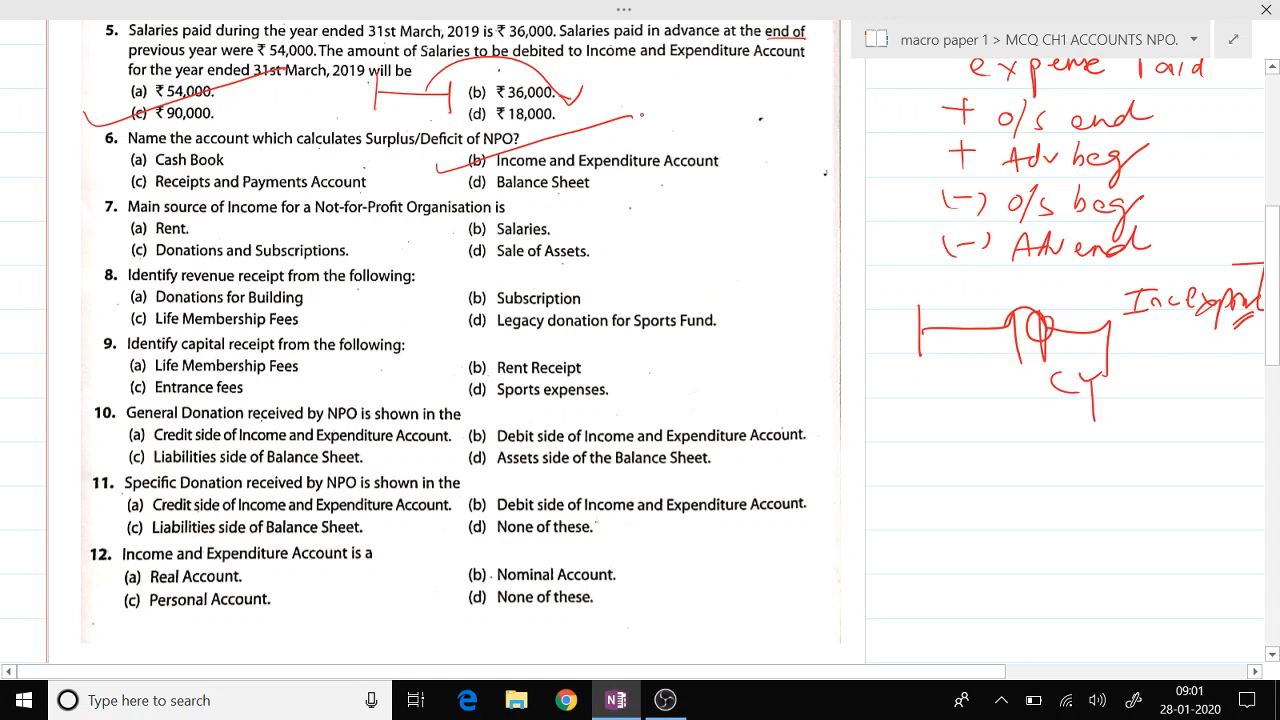 5. Salaries paid during the year ended 31st March, 2019 is ₹ 36,000. Salaries paid in advance at the end of
previous year were ₹ 54,000. The amount of Salaries to be debited to Income and Expenditure Account
for the year ended 31st March, 2019 will be
(a) ₹ 54,000. (b) ₹ 36,000.
(c) ₹ 90,000. (d) ₹ 18,000.
6. Name the account which calculates Surplus/Deficit of NPO?
(a) Cash Book (b) Income and Expenditure Account
(c) Receipts and Payments Account (d) Balance Sheet
7. Main source of Income for a Not-for-Profit Organisation is
(a) Rent. (b) Salaries.
(c) Donations and Subscriptions. (d) Sale of Assets.
8. Identify revenue receipt from the following:
(a) Donations for Building (b) Subscription
(c) Life Membership Fees (d) Legacy donation for Sports Fund.
9. Identify capital receipt from the following:
(a) Life Membership Fees (b) Rent Receipt
(c) Entrance fees (d) Sports expenses.
10. General Donation received by NPO is shown in the
(a) Credit side of Income and Expenditure Account. (b) Debit side of Income and Expenditure Account.
(c) Liabilities side of Balance Sheet. (d) Assets side of the Balance Sheet.
11. Specific Donation received by NPO is shown in the
(a) Credit side of Income and Expenditure Account. (b) Debit side of Income and Expenditure Account.
(c) Liabilities side of Balance Sheet. (d) None of these.
12. Income and Expenditure Account is a
(a) Real Account. (b) Nominal Account.
(c) Personal Account. (d) None of these.
macro paper 1 > MCQ CH1 ACCOUNTS NPO.
expense Paid
+ o/s end
+ Adv beg
(-) o/s beg
(-) Adv end
CY
Type here to search
09:01
28-01-2020